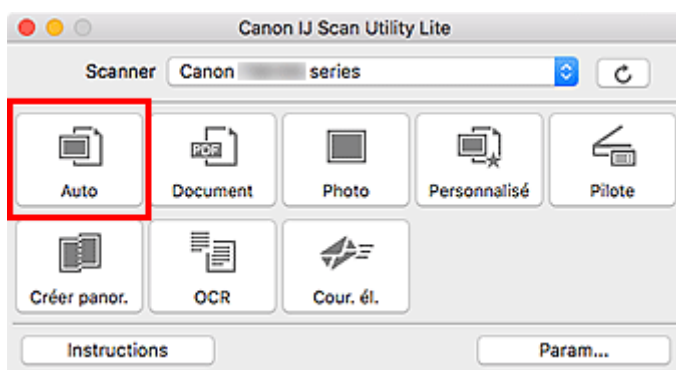 Canon IJ Scan Utility Lite
Scanner Canon series
Auto Document Photo Personnalisé Pilote
Créer panor. OCR Cour. él.
Instructions Param...